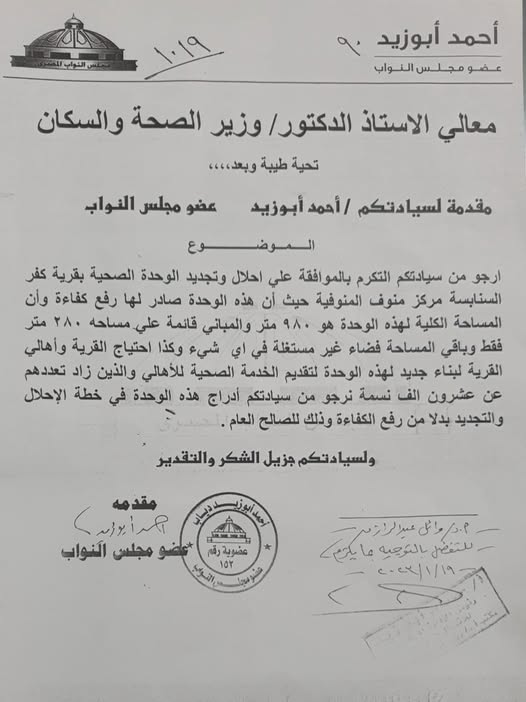 أحمد أبوزيد
عضو مجلس النواب
٩٠
١٠١٩
مجلس النواب المصرى
معالي الاستاذ الدكتور/ وزير الصحة والسكان
تحية طيبة وبعد,,,,
مقدمة لسيادتكم /أحمد أبوزيد عضو مجلس النواب
الـمـوضـــوع
ارجو من سيادتكم التكرم بالموافقة علي احلال وتجديد الوحدة الصحية بقرية كفر
السنابسة مركز منوف المنوفية حيث أن هذه الوحدة صادر لها رفع كفاءة وأن
المساحة الكلية لهذه الوحدة هو ٩٨٠ متر والمباني قائمة علي مساحه ٢٨٠ متر
فقط وباقي المساحة فضاء غير مستغلة في اي شيء وكذا احتياج القرية وأهالي
القرية لبناء جديد لهذه الوحدة لتقديم الخدمة الصحية للأهالي والذين زاد تعددهم
عن عشرون الف نسمة نرجو من سيادتكم أدراج هذه الوحدة في خطة الإحلال
والتجديد بدلا من رفع الكفاءة وذلك للصالح العام .
ولسيادتكم جزيل الشكر والتقدير
مقدمه
أحمد أبوزيد
عضو مجلس النواب
أحمد أبوزيد دياب
عضوية رقم
١٥٢
عضو مجلس النواب
أ.د/ وائل عبد الرازق
للتفضل بالتوجيه بما يلزم
٢٠٢٣/١/١٩